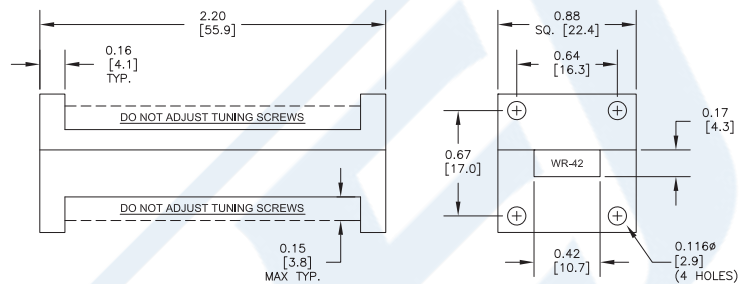 2.20
[55.9]
0.16
[4.1]
TYP.
DO NOT ADJUST TUNING SCREWS
DO NOT ADJUST TUNING SCREWS
0.15
[3.8]
MAX TYP.
0.88
SQ. [22.4]
0.64
[16.3]
0.67
[17.0]
WR-42
0.17
[4.3]
0.42
[10.7]
0.116ø
[2.9]
(4 HOLES)